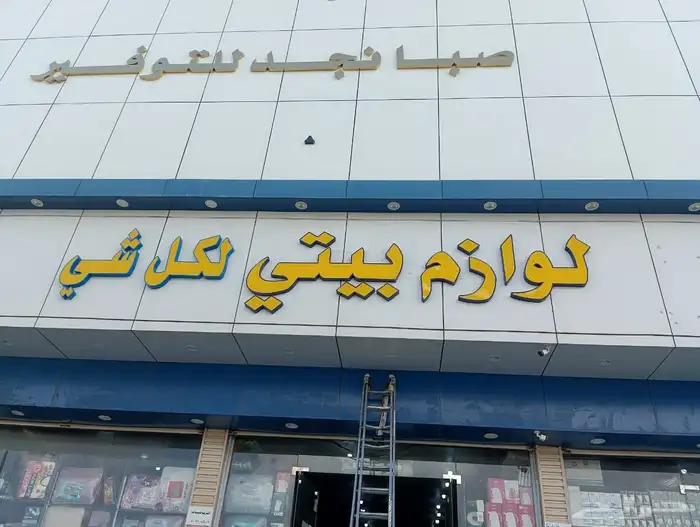 صبا نجد للتوفير
لوازم بيتي لكل شي